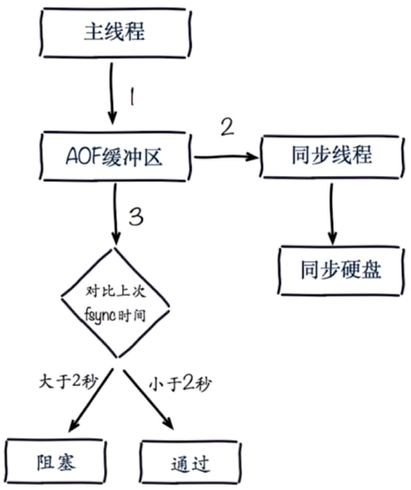 主线程
1
AOF缓冲区
2
同步线程
3
同步硬盘
对比上次
fsync时间
大于2秒
小于2秒
阻塞
通过